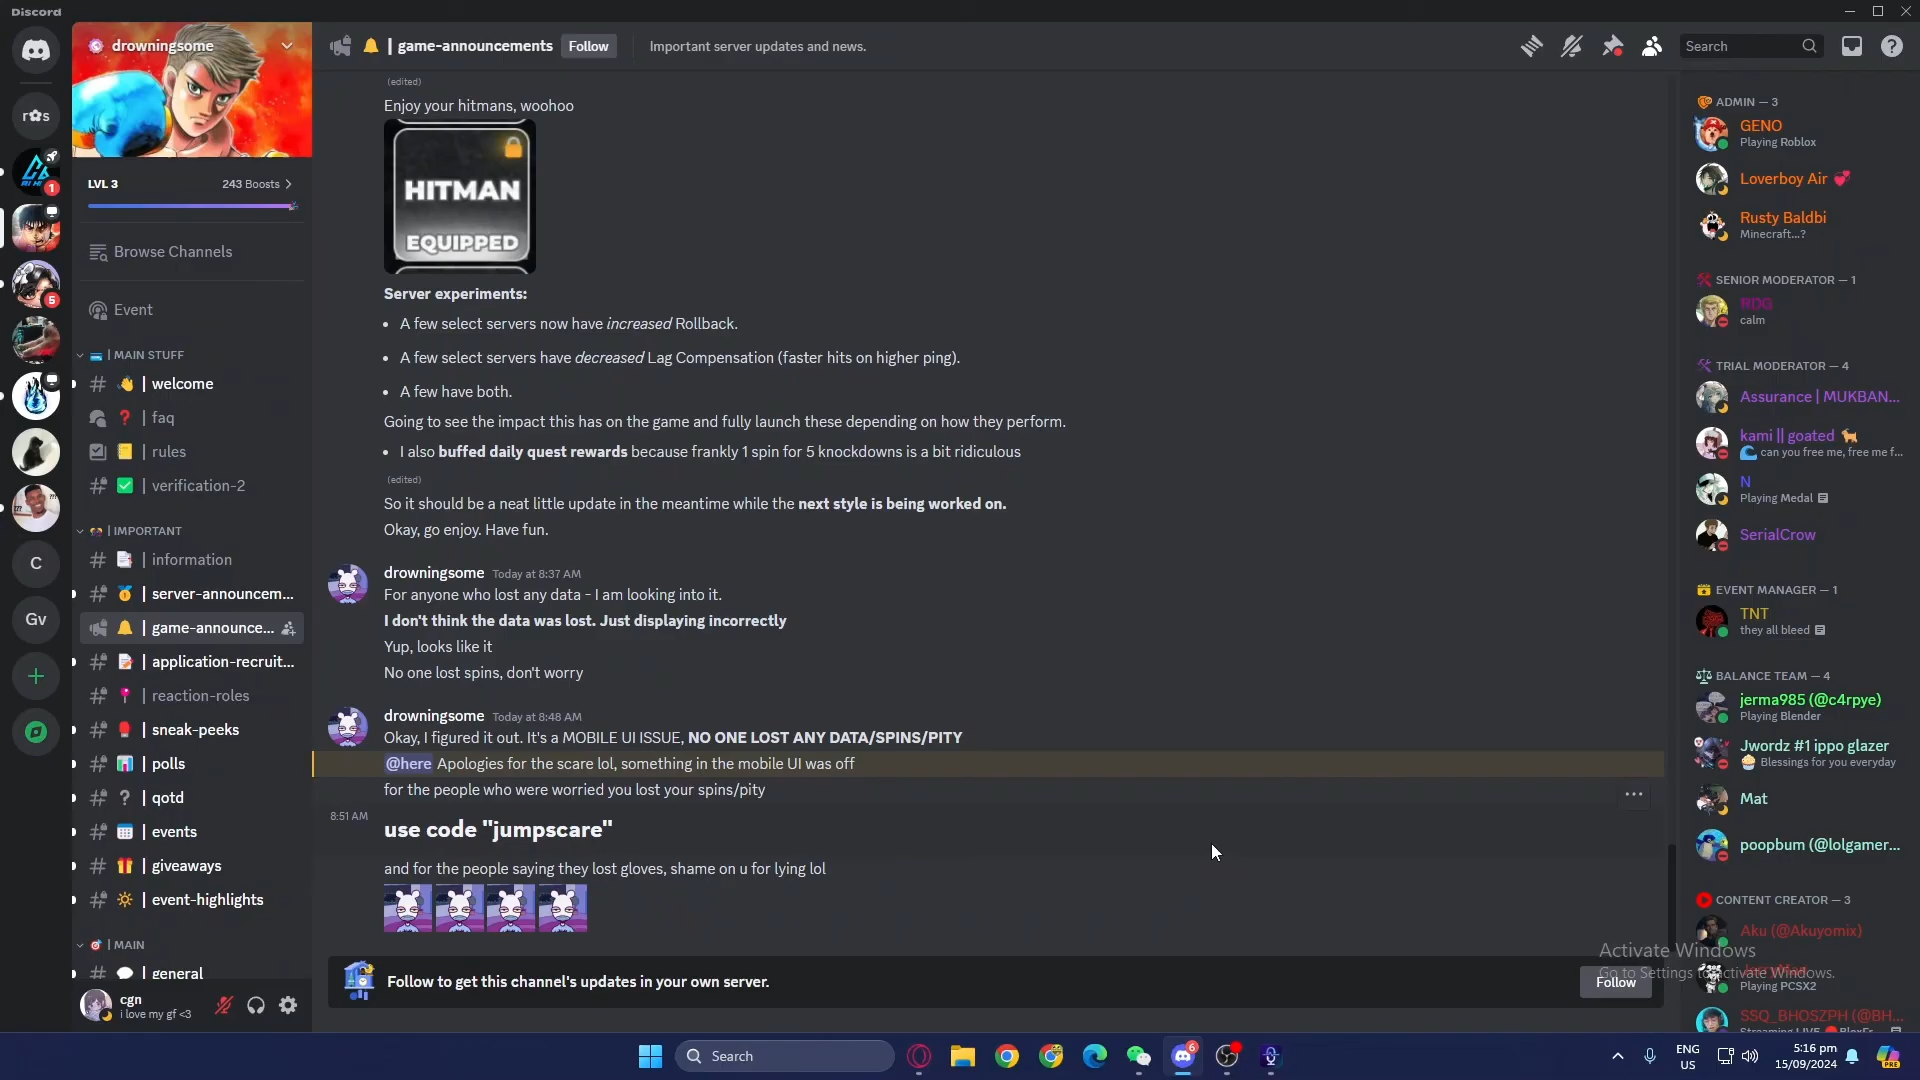 Discord
drowningsome
LVL 3
243 Boosts
Browse Channels
Event
| MAIN STUFF
| welcome
| faq
| rules
| verification-2
| IMPORTANT
| information
| server-announcem...
| game-announce...
| application-recruit...
| reaction-roles
| sneak-peeks
| polls
| qotd
| events
| giveaways
| event-highlights
| MAIN
| general
cgn
i love my gf <3
1
5
r✿s
C
Gv
| game-announcements
Follow
Important server updates and news.
Search
(edited)
Enjoy your hitmans, woohoo
HITMAN
EQUIPPED
Server experiments:
• A few select servers now have increased Rollback.
• A few select servers have decreased Lag Compensation (faster hits on higher ping).
• A few have both.
Going to see the impact this has on the game and fully launch these depending on how they perform.
• I also buffed daily quest rewards because frankly 1 spin for 5 knockdowns is a bit ridiculous
(edited)
So it should be a neat little update in the meantime while the next style is being worked on.
Okay, go enjoy. Have fun.
drowningsome Today at 8:37 AM
For anyone who lost any data - I am looking into it.
I don't think the data was lost. Just displaying incorrectly
Yup, looks like it
No one lost spins, don't worry
drowningsome Today at 8:48 AM
Okay, I figured it out. It's a MOBILE UI ISSUE, NO ONE LOST ANY DATA/SPINS/PITY
@here Apologies for the scare lol, something in the mobile UI was off
for the people who were worried you lost your spins/pity
8:51 AM
use code "jumpscare"
and for the people saying they lost gloves, shame on u for lying lol
Follow to get this channel's updates in your own server.
Follow
ADMIN — 3
GENO
Playing Roblox
Loverboy Air
Rusty Baldbi
Minecraft...?
SENIOR MODERATOR — 1
RDG
calm
TRIAL MODERATOR — 4
Assurance | MUKBAN...
kami || goated
can you free me, free me f...
N
Playing Medal
SerialCrow
EVENT MANAGER — 1
TNT
they all bleed
BALANCE TEAM — 4
jerma985 (@c4rpye)
Playing Blender
Jwordz #1 ippo glazer
Blessings for you everyday
Mat
poopbum (@lolgamer...
CONTENT CREATOR — 3
Aku (@Akuyomix)
Playing PCSX2
SSQ_BHOSZPH (@BH...
Activate Windows
Go to Settings to activate Windows.
Search
6
ENG
US
5:16 pm
15/09/2024
PRE